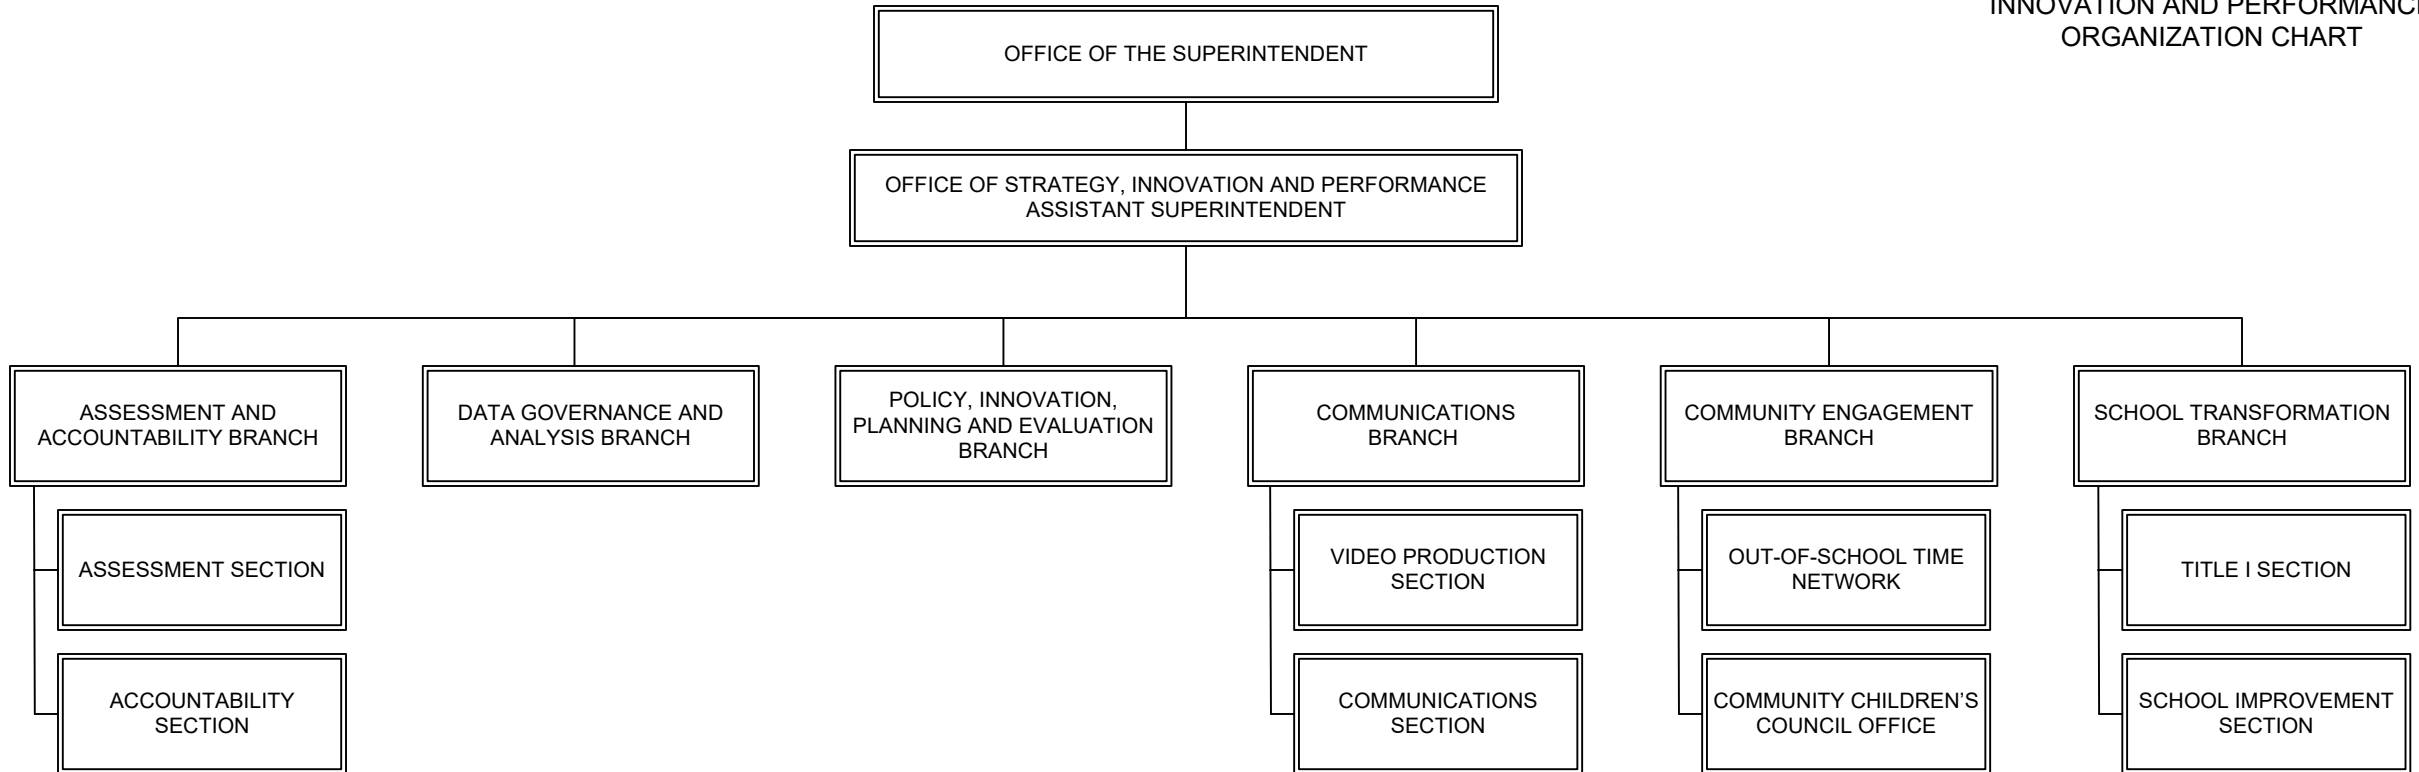 INNOVATION AND PERFORMANCE
ORGANIZATION CHART
OFFICE OF THE SUPERINTENDENT
OFFICE OF STRATEGY, INNOVATION AND PERFORMANCE
ASSISTANT SUPERINTENDENT
ASSESSMENT AND
ACCOUNTABILITY BRANCH
DATA GOVERNANCE AND
ANALYSIS BRANCH
POLICY, INNOVATION,
PLANNING AND EVALUATION
BRANCH
COMMUNICATIONS
BRANCH
COMMUNITY ENGAGEMENT
BRANCH
SCHOOL TRANSFORMATION
BRANCH
ASSESSMENT SECTION
VIDEO PRODUCTION
SECTION
OUT-OF-SCHOOL TIME
NETWORK
TITLE I SECTION
ACCOUNTABILITY
SECTION
COMMUNICATIONS
SECTION
COMMUNITY CHILDREN’S
COUNCIL OFFICE
SCHOOL IMPROVEMENT
SECTION